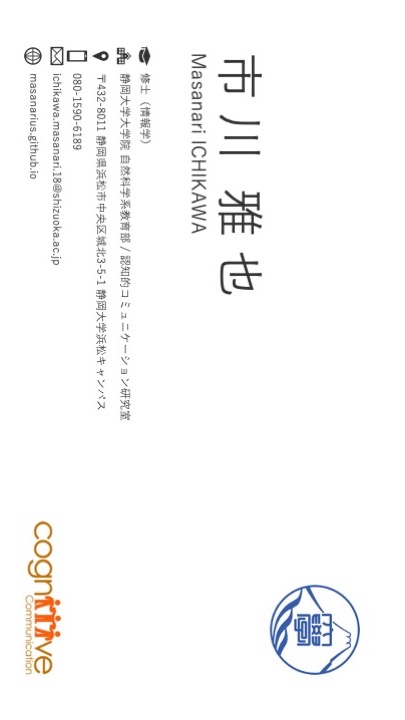 市川 雅也
Masanari ICHIKAWA
修士（情報学）
静岡大学大学院 自然科学系教育部 / 認知的コミュニケーション研究室
〒432-8011 静岡県浜松市中央区城北3-5-1 静岡大学浜松キャンパス
080-1590-6189
ichikawa.masanari.18@shizuoka.ac.jp
masanarius.github.io
cognitive
Communication